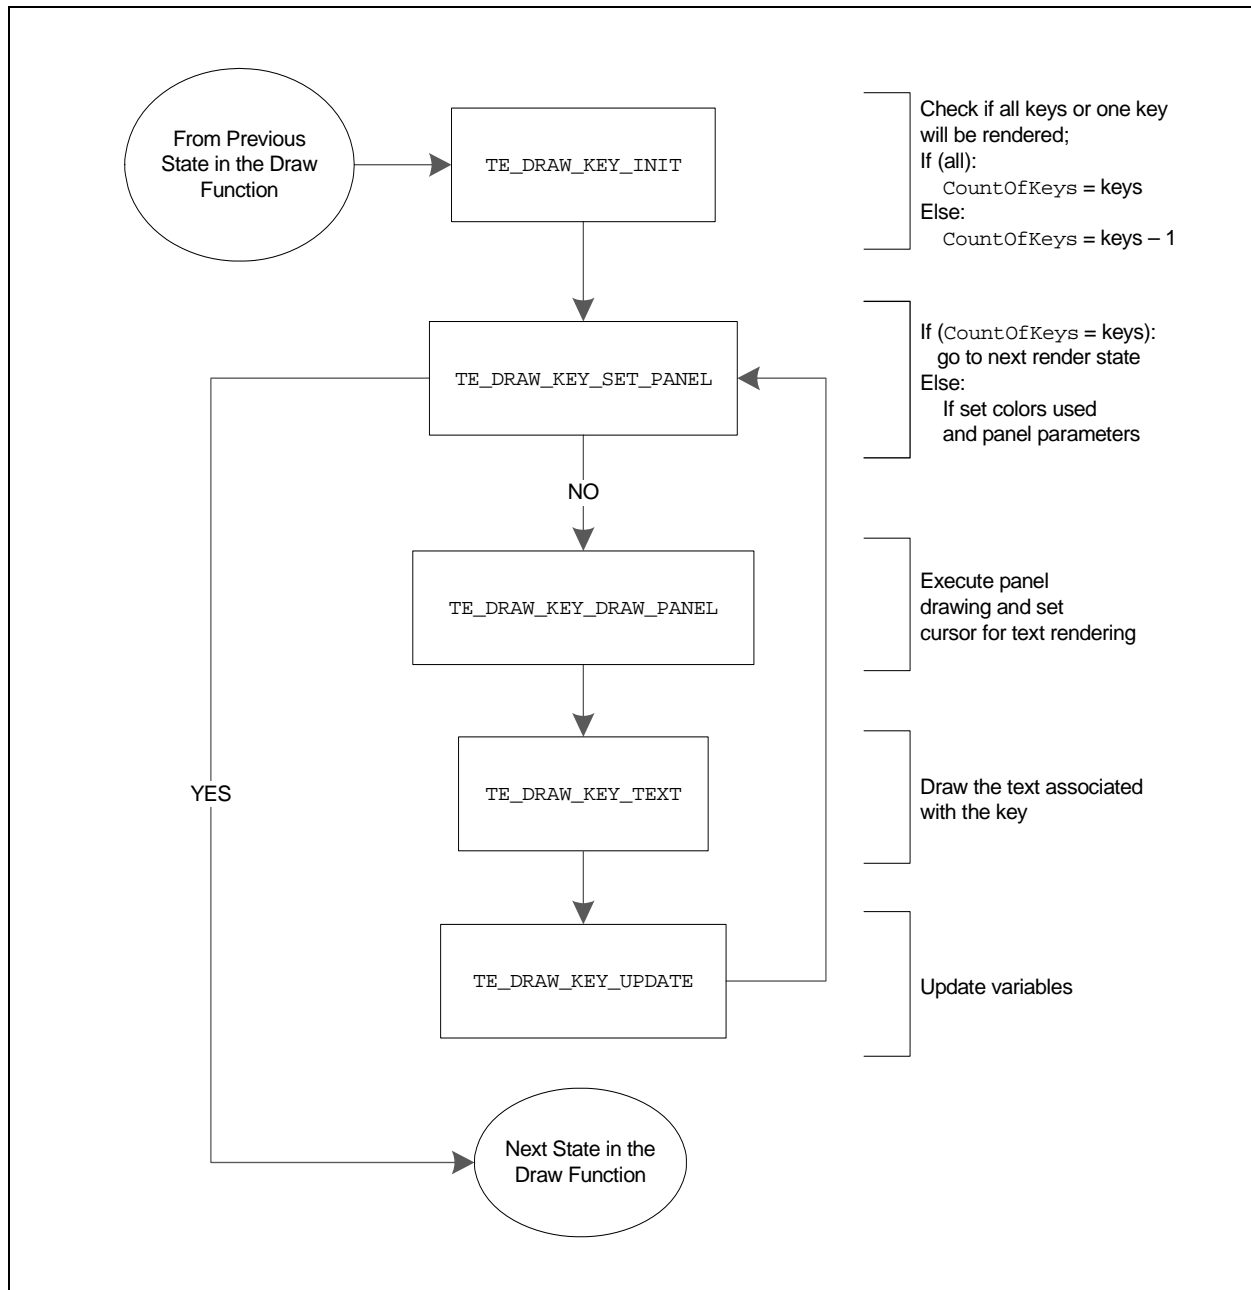 From Previous
State in the Draw
Function
TE_DRAW_KEY_INIT
Check if all keys or one key
will be rendered;
If (all):
CountOfKeys = keys
Else:
CountOfKeys = keys – 1
TE_DRAW_KEY_SET_PANEL
If (CountOfKeys = keys):
go to next render state
Else:
If set colors used
and panel parameters
NO
TE_DRAW_KEY_DRAW_PANEL
Execute panel
drawing and set
cursor for text rendering
YES
TE_DRAW_KEY_TEXT
Draw the text associated
with the key
TE_DRAW_KEY_UPDATE
Update variables
Next State in the
Draw Function